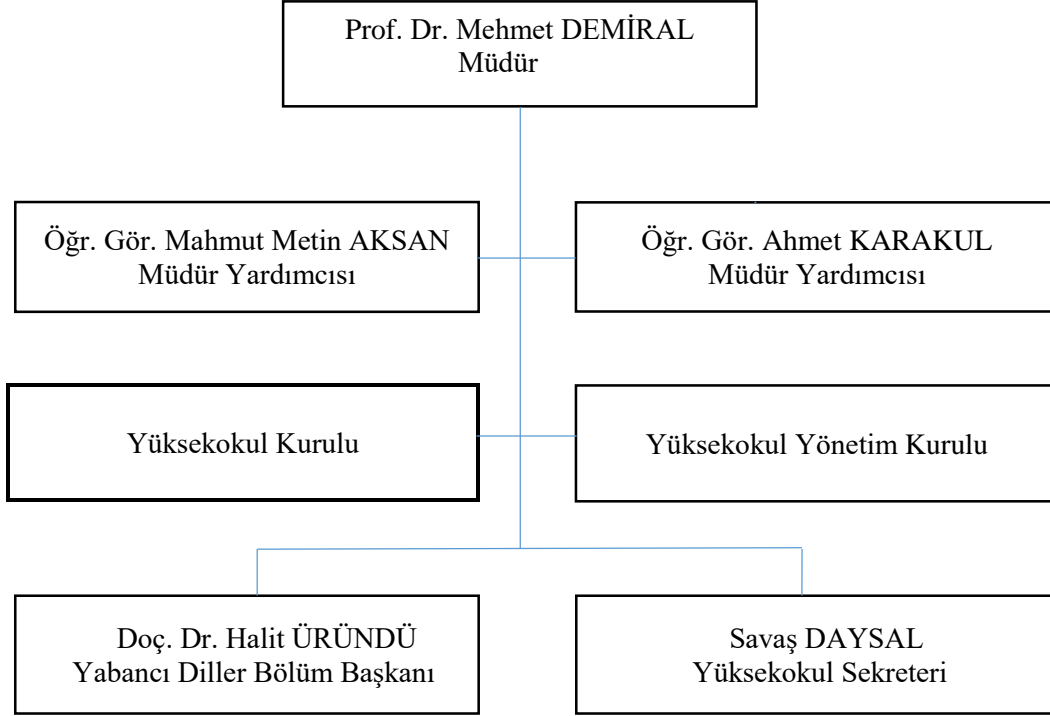 Prof. Dr. Mehmet DEMİRAL
Müdür
Öğr. Gör. Mahmut Metin AKSAN
Müdür Yardımcısı
Öğr. Gör. Ahmet KARAKUL
Müdür Yardımcısı
Yüksekokul Kurulu
Yüksekokul Yönetim Kurulu
Doç. Dr. Halit ÜRÜNDÜ
Yabancı Diller Bölüm Başkanı
Savaş DAYSAL
Yüksekokul Sekreteri